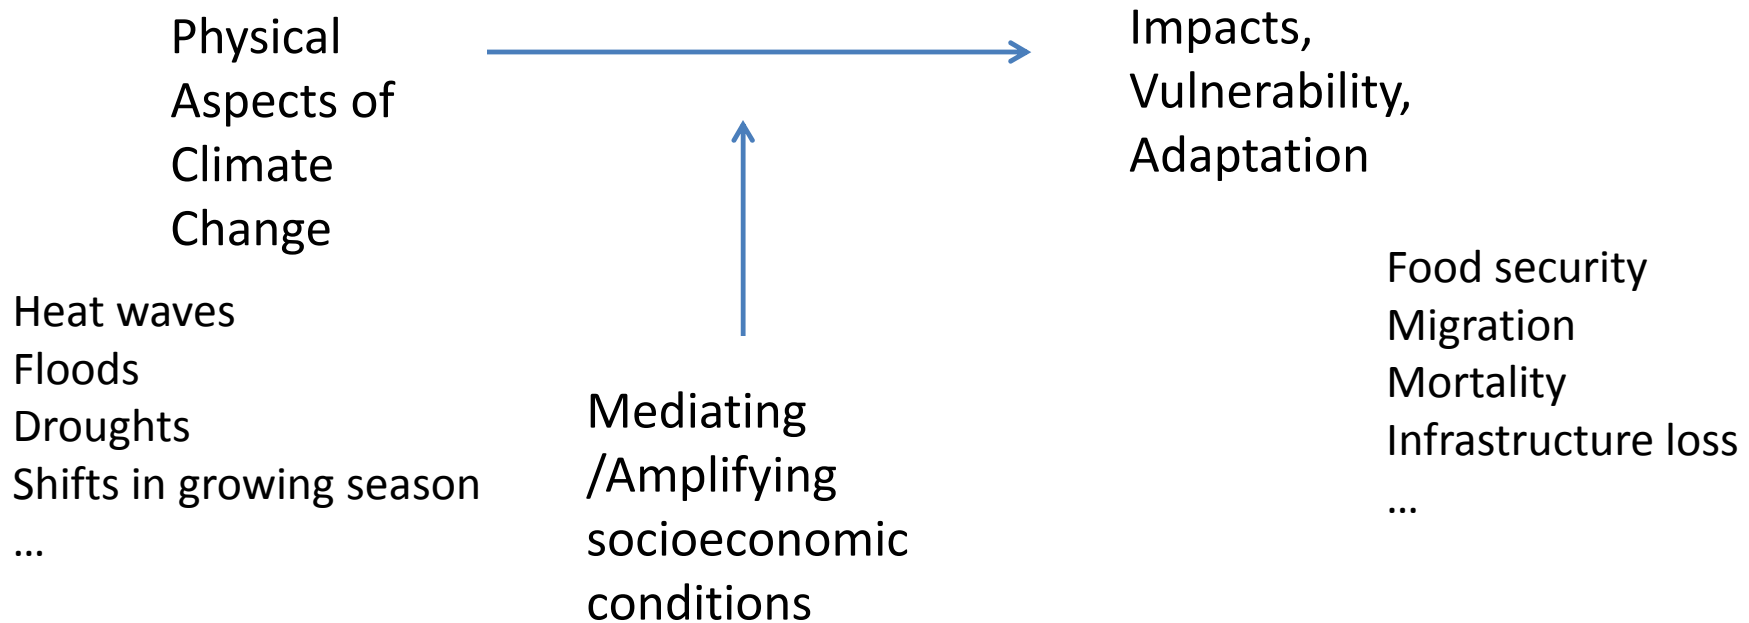 Physical
Aspects of
Climate
Change
Heat waves
Floods
Droughts
Shifts in growing season
...
Mediating
/Amplifying
socioeconomic
conditions
Impacts,
Vulnerability,
Adaptation
Food security
Migration
Mortality
Infrastructure loss
...